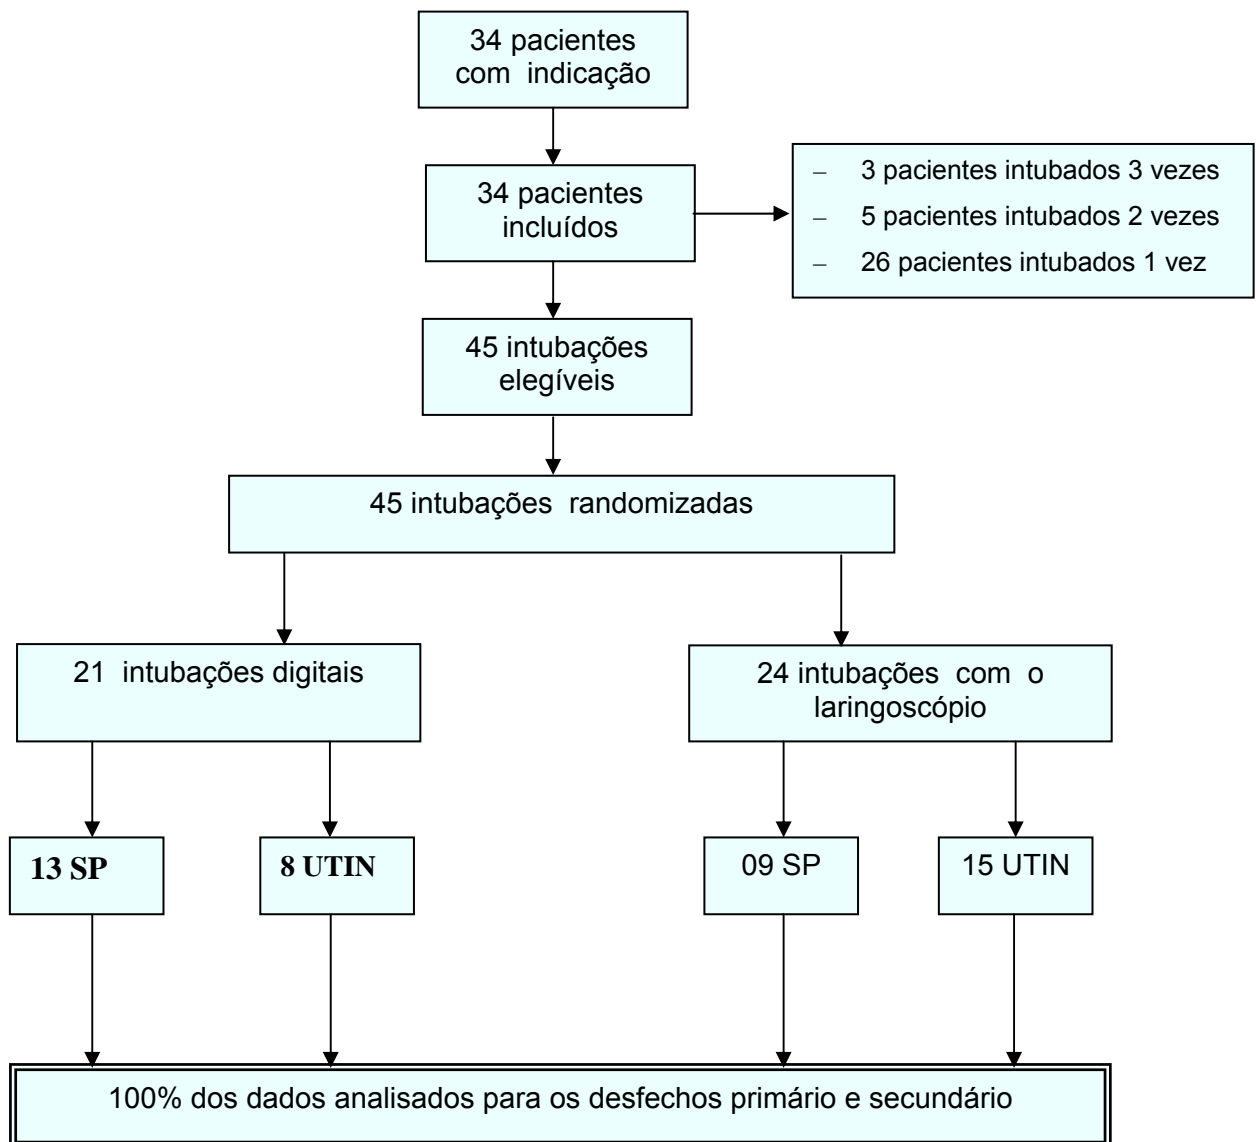 34 pacientes
com indicação
34 pacientes
incluídos
– 3 pacientes intubados 3 vezes
– 5 pacientes intubados 2 vezes
– 26 pacientes intubados 1 vez
45 intubações
elegíveis
45 intubações randomizadas
21 intubações digitais
24 intubações com o
laringoscópio
13 SP
8 UTIN
09 SP
15 UTIN
100% dos dados analisados para os desfechos primário e secundário